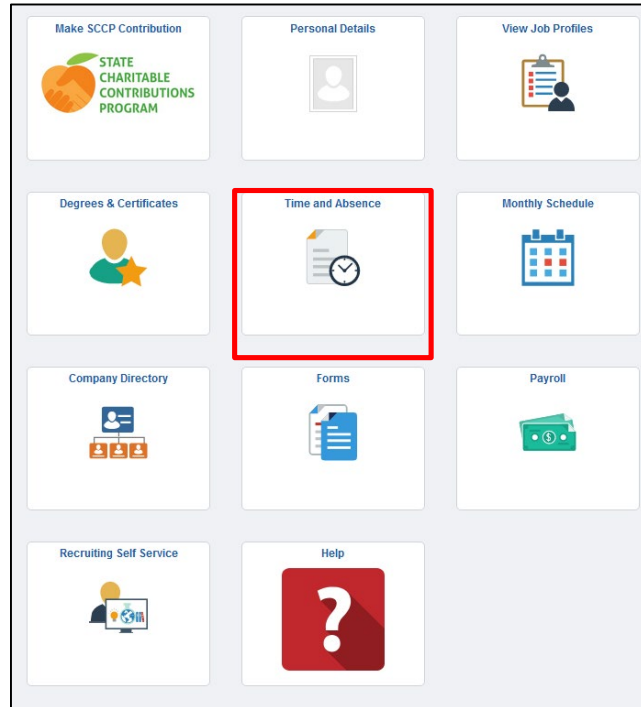 Make SCCP Contribution
STATE
CHARITABLE
CONTRIBUTIONS
PROGRAM
Personal Details
View Job Profiles
Degrees & Certificates
Time and Absence
Monthly Schedule
Company Directory
Forms
Payroll
$
Recruiting Self Service
Help
?